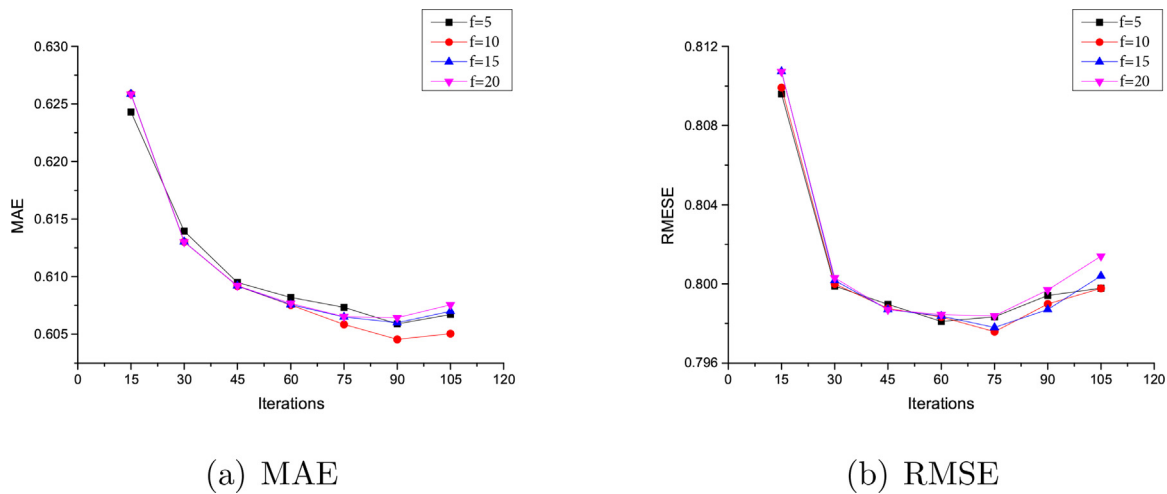 f=5
f=10
f=15
f=20
0.630
0.625
0.620
0.615
0.610
0.605
MAE
0 15 30 45 60 75 90 105 120
Iterations
(a) MAE
f=5
f=10
f=15
f=20
0.812
0.808
0.804
0.800
0.796
RMESE
0 15 30 45 60 75 90 105 120
Iterations
(b) RMSE